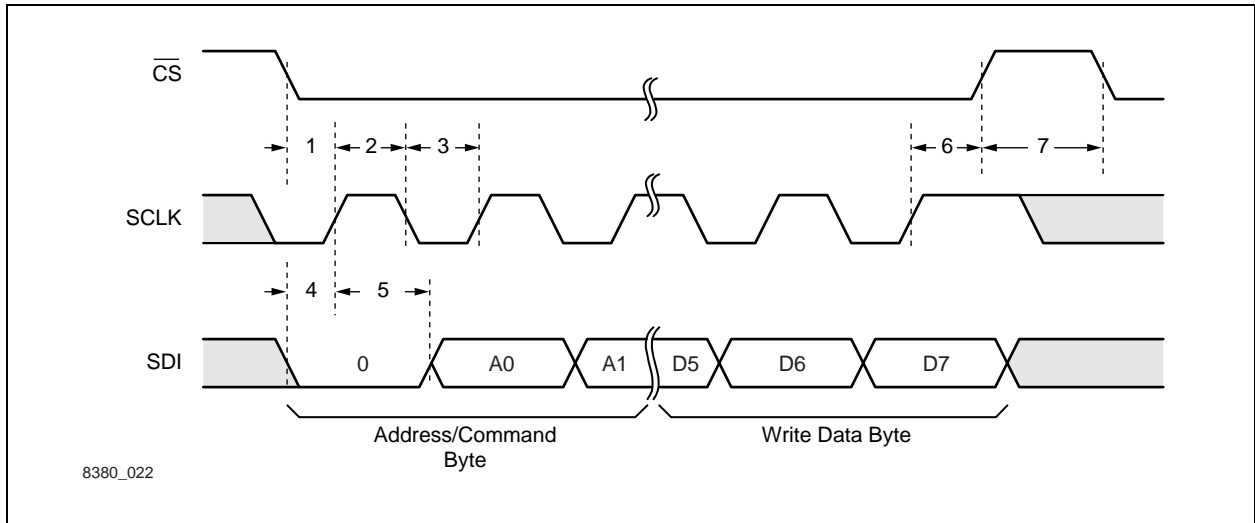 CS
1 2 3 6 7
SCLK
4 5
SDI 0 A0 A1 D5 D6 D7
Address/Command
Byte
Write Data Byte
8380_022